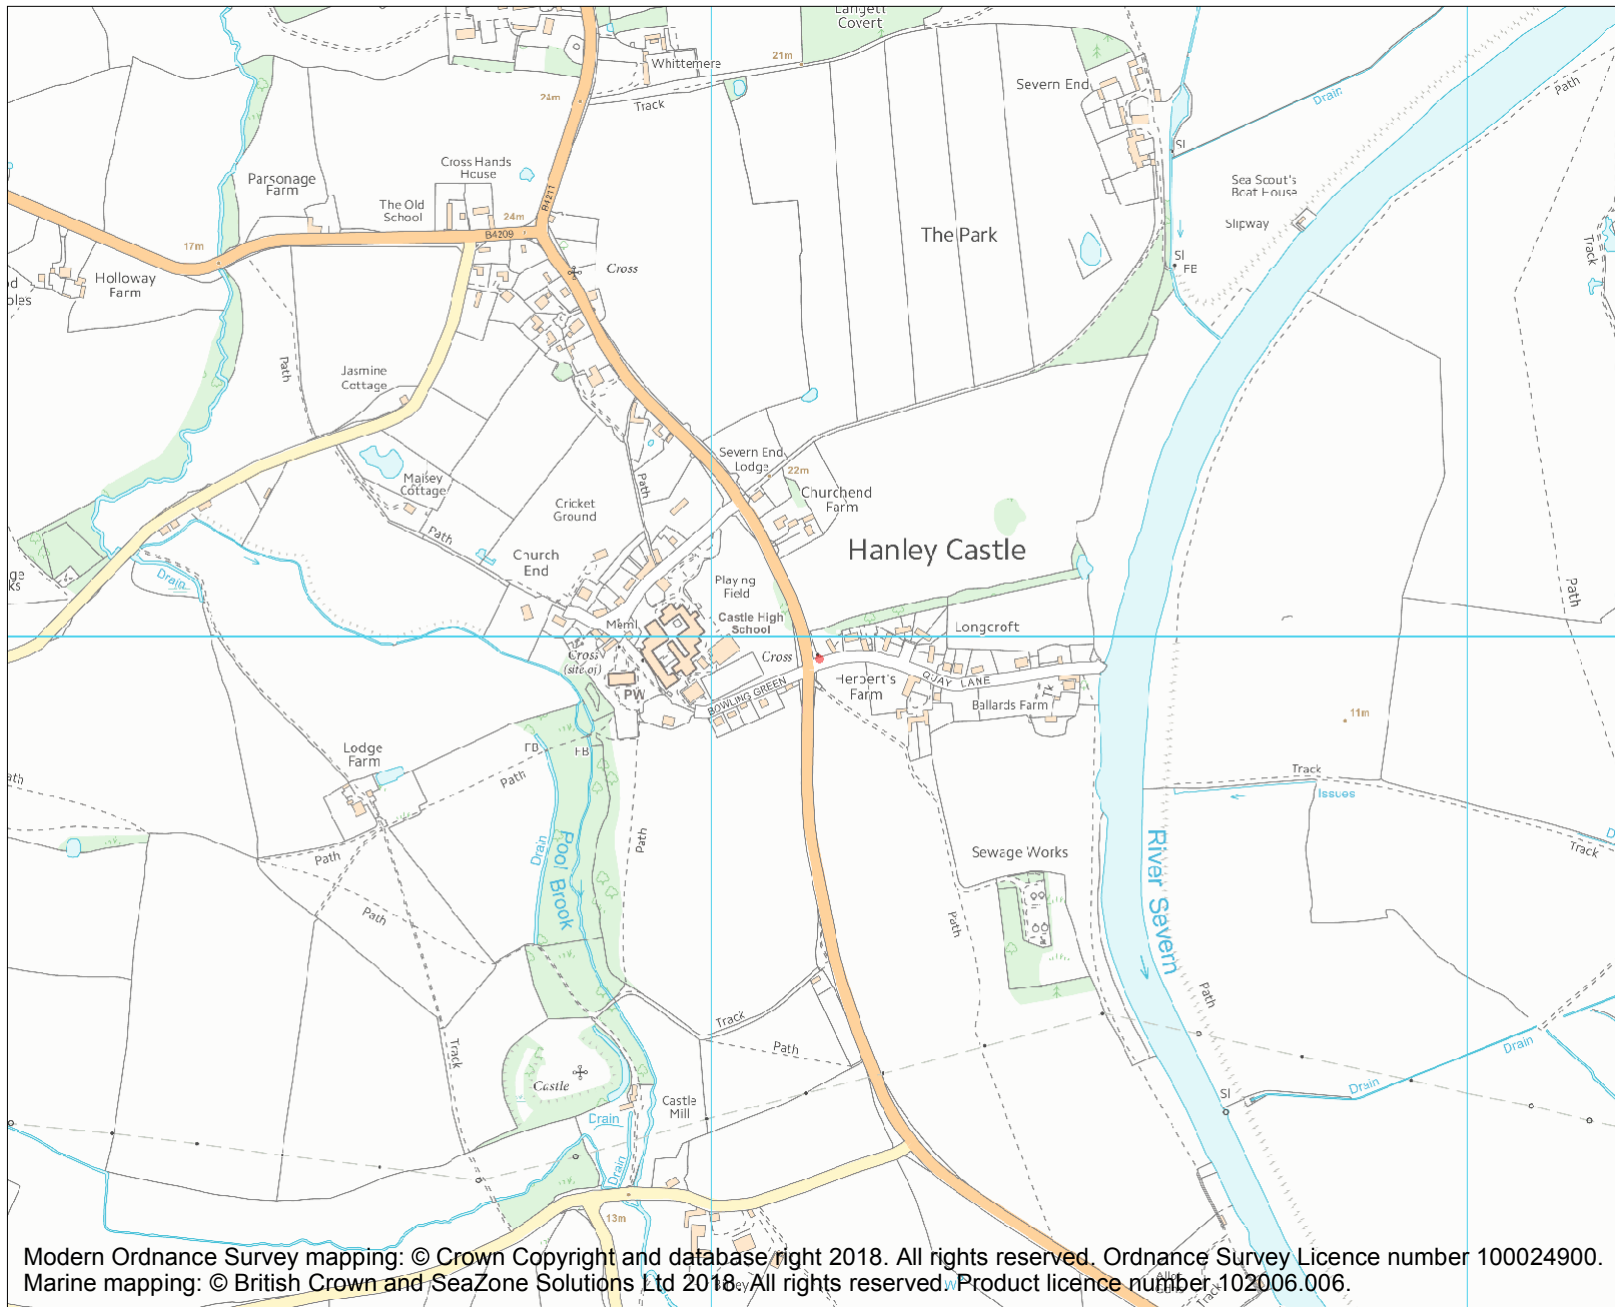 Langett
Covert
Whittemere
21m
Track
24m
Severn End
Path
Drain
Sl
Sea Scout's
Boat House
Slipway
Track
Cross Hands
House
Parsonage
Farm
The Old
School
B4211
24m
B4209
17m
Holloway
Farm
Cross
The Park
Sl
FB
Path
Jasmine
Cottage
Malsey
Cottage
Path
Severn End
Lodge
22m
Churchend
Farm
Path
Cricket
Ground
Church
End
Hanley Castle
Drain
Playing
Field
Path
Meml
Castle High
School
Longcroft
Cross
(site of)
Cross
PW
BOWLING GREEN
Herbert's
Farm
QUAY LANE
Tk
Ballards Farm
11m
Lodge
Farm
FB
FB
Path
Path
Track
Issues
Track
Path
Drain
Pool Brook
Path
Path
Sewage Works
River Severn
Path
Path
Track
Path
Track
Castle
Castle
Mill
Drain
Drain
Sl
Drain
Drain
13m
Track
Modern Ordnance Survey mapping: © Crown Copyright and database right 2018. All rights reserved. Ordnance Survey Licence number 100024900.
Marine mapping: © British Crown and SeaZone Solutions Ltd 2018. All rights reserved. Product licence number 102006.006.